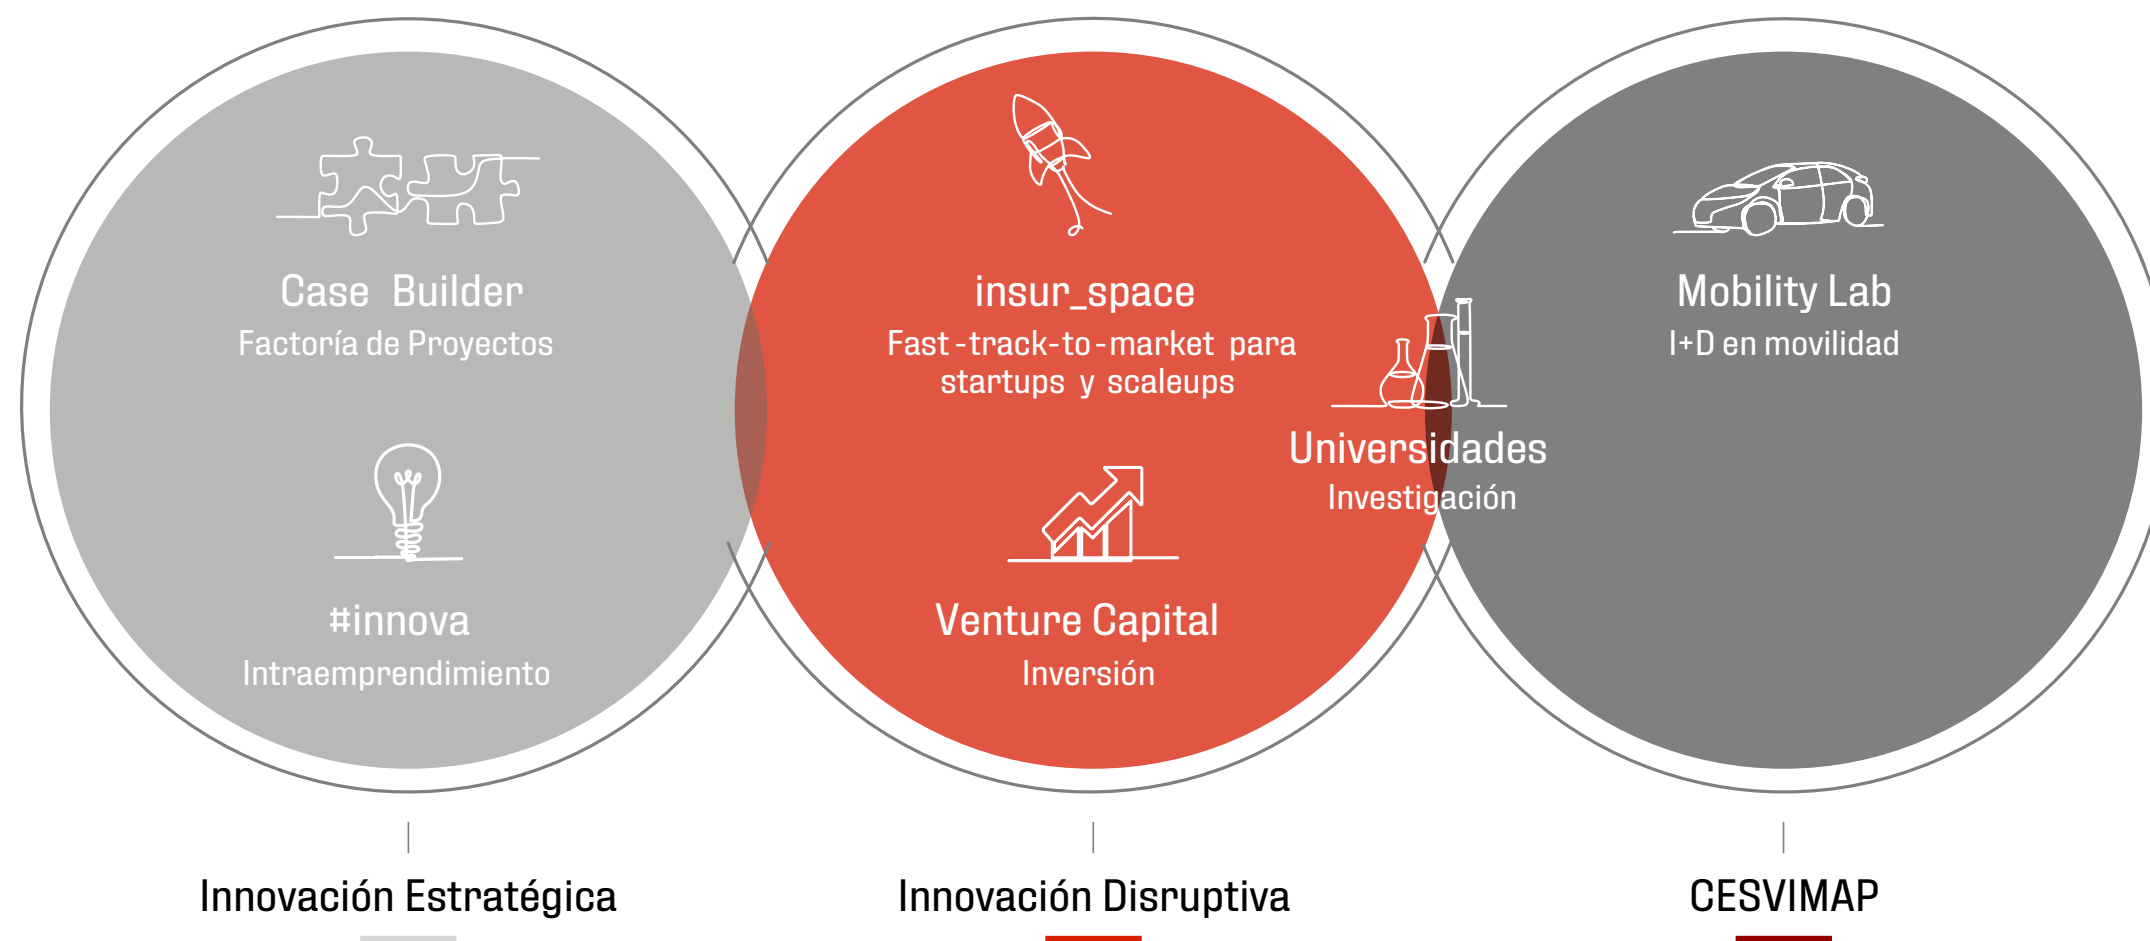 Case Builder
Factoría de Proyectos
#innova
Intraemprendimiento
insur_space
Fast-track-to-market para
startups y scaleups
Venture Capital
Inversión
Universidades
Investigación
Mobility Lab
I+D en movilidad
Innovación Estratégica
Innovación Disruptiva
CESVIMAP